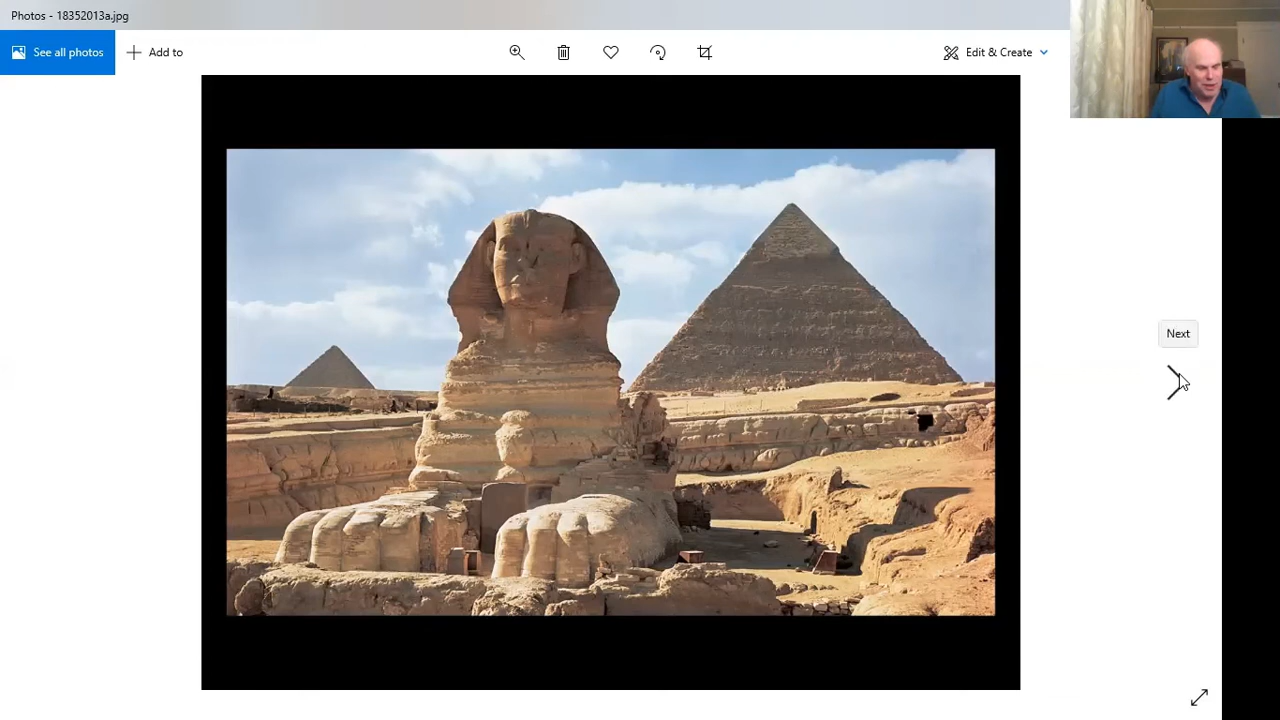 Photos - 18352013a.jpg
See all photos
Add to
Edit & Create
Next